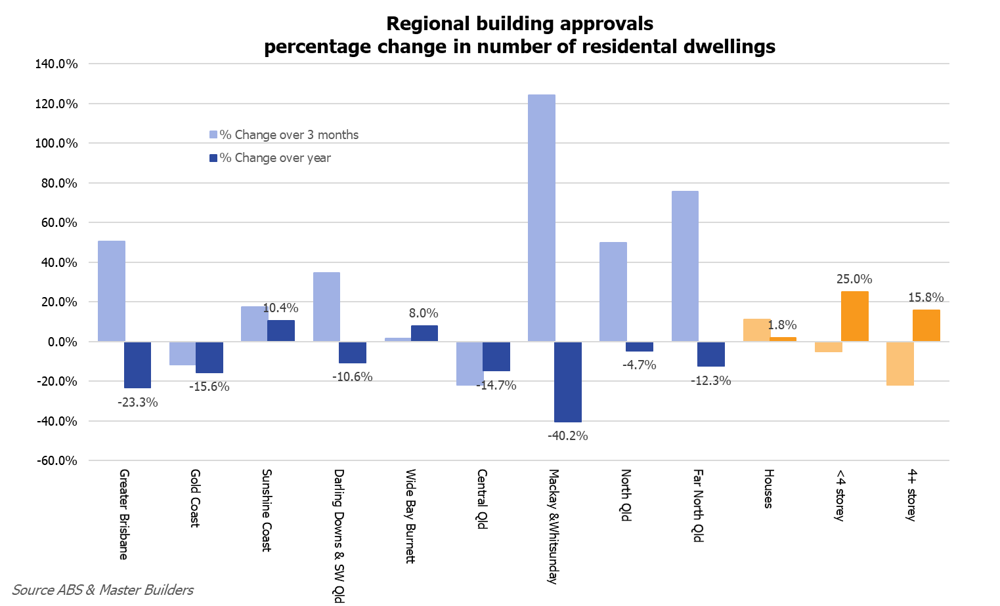 Regional building approvals
percentage change in number of residental dwellings
140.0%
120.0%
100.0%
80.0%
60.0%
40.0%
20.0%
0.0%
-20.0%
-40.0%
-60.0%
% Change over 3 months
% Change over year
-23.3%
-15.6%
10.4%
-10.6%
8.0%
-14.7%
-40.2%
-4.7%
-12.3%
1.8%
25.0%
15.8%
Greater Brisbane
Gold Coast
Sunshine Coast
Darling Downs & SW Qld
Wide Bay Burnett
Central Qld
Mackay &Whitsunday
North Qld
Far North Qld
Houses
<4 storey
4+ storey
Source ABS & Master Builders